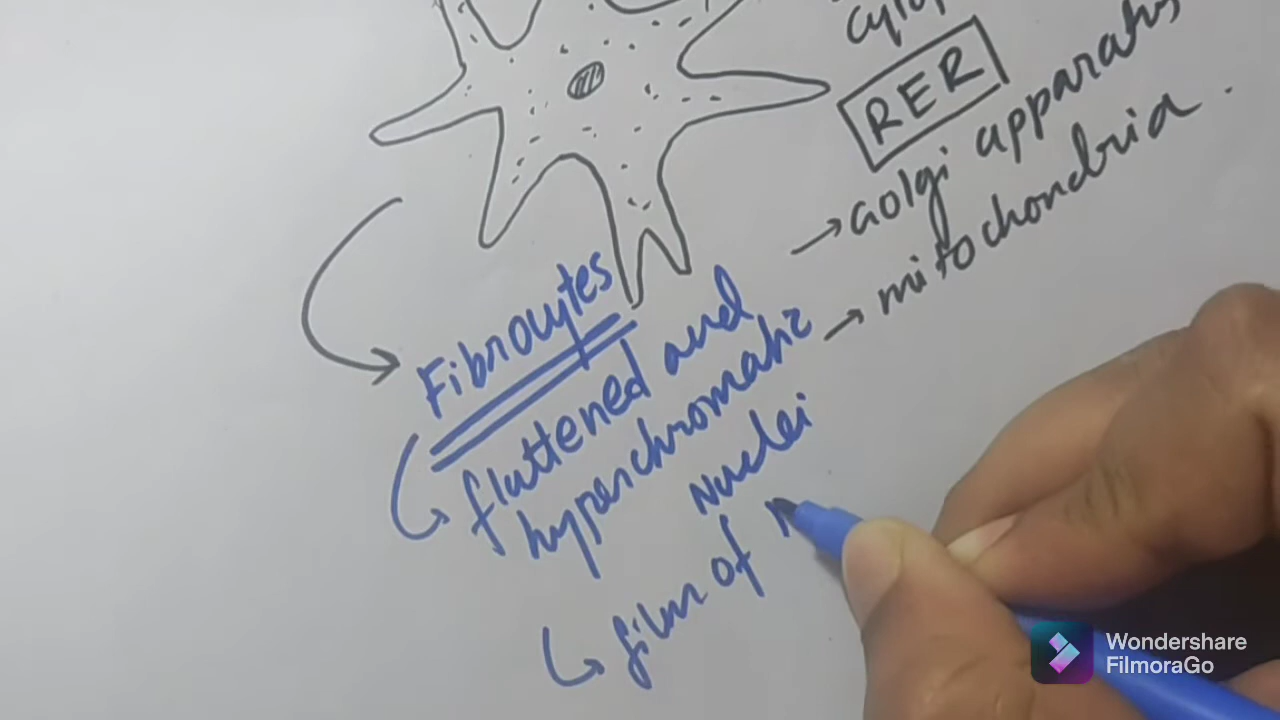 RER
→ Golgi apparatus
→ mitochondria.
Fibrocytes
flattened and
hyperchromatic
Nuclei
film of
Wondershare
FilmoraGo